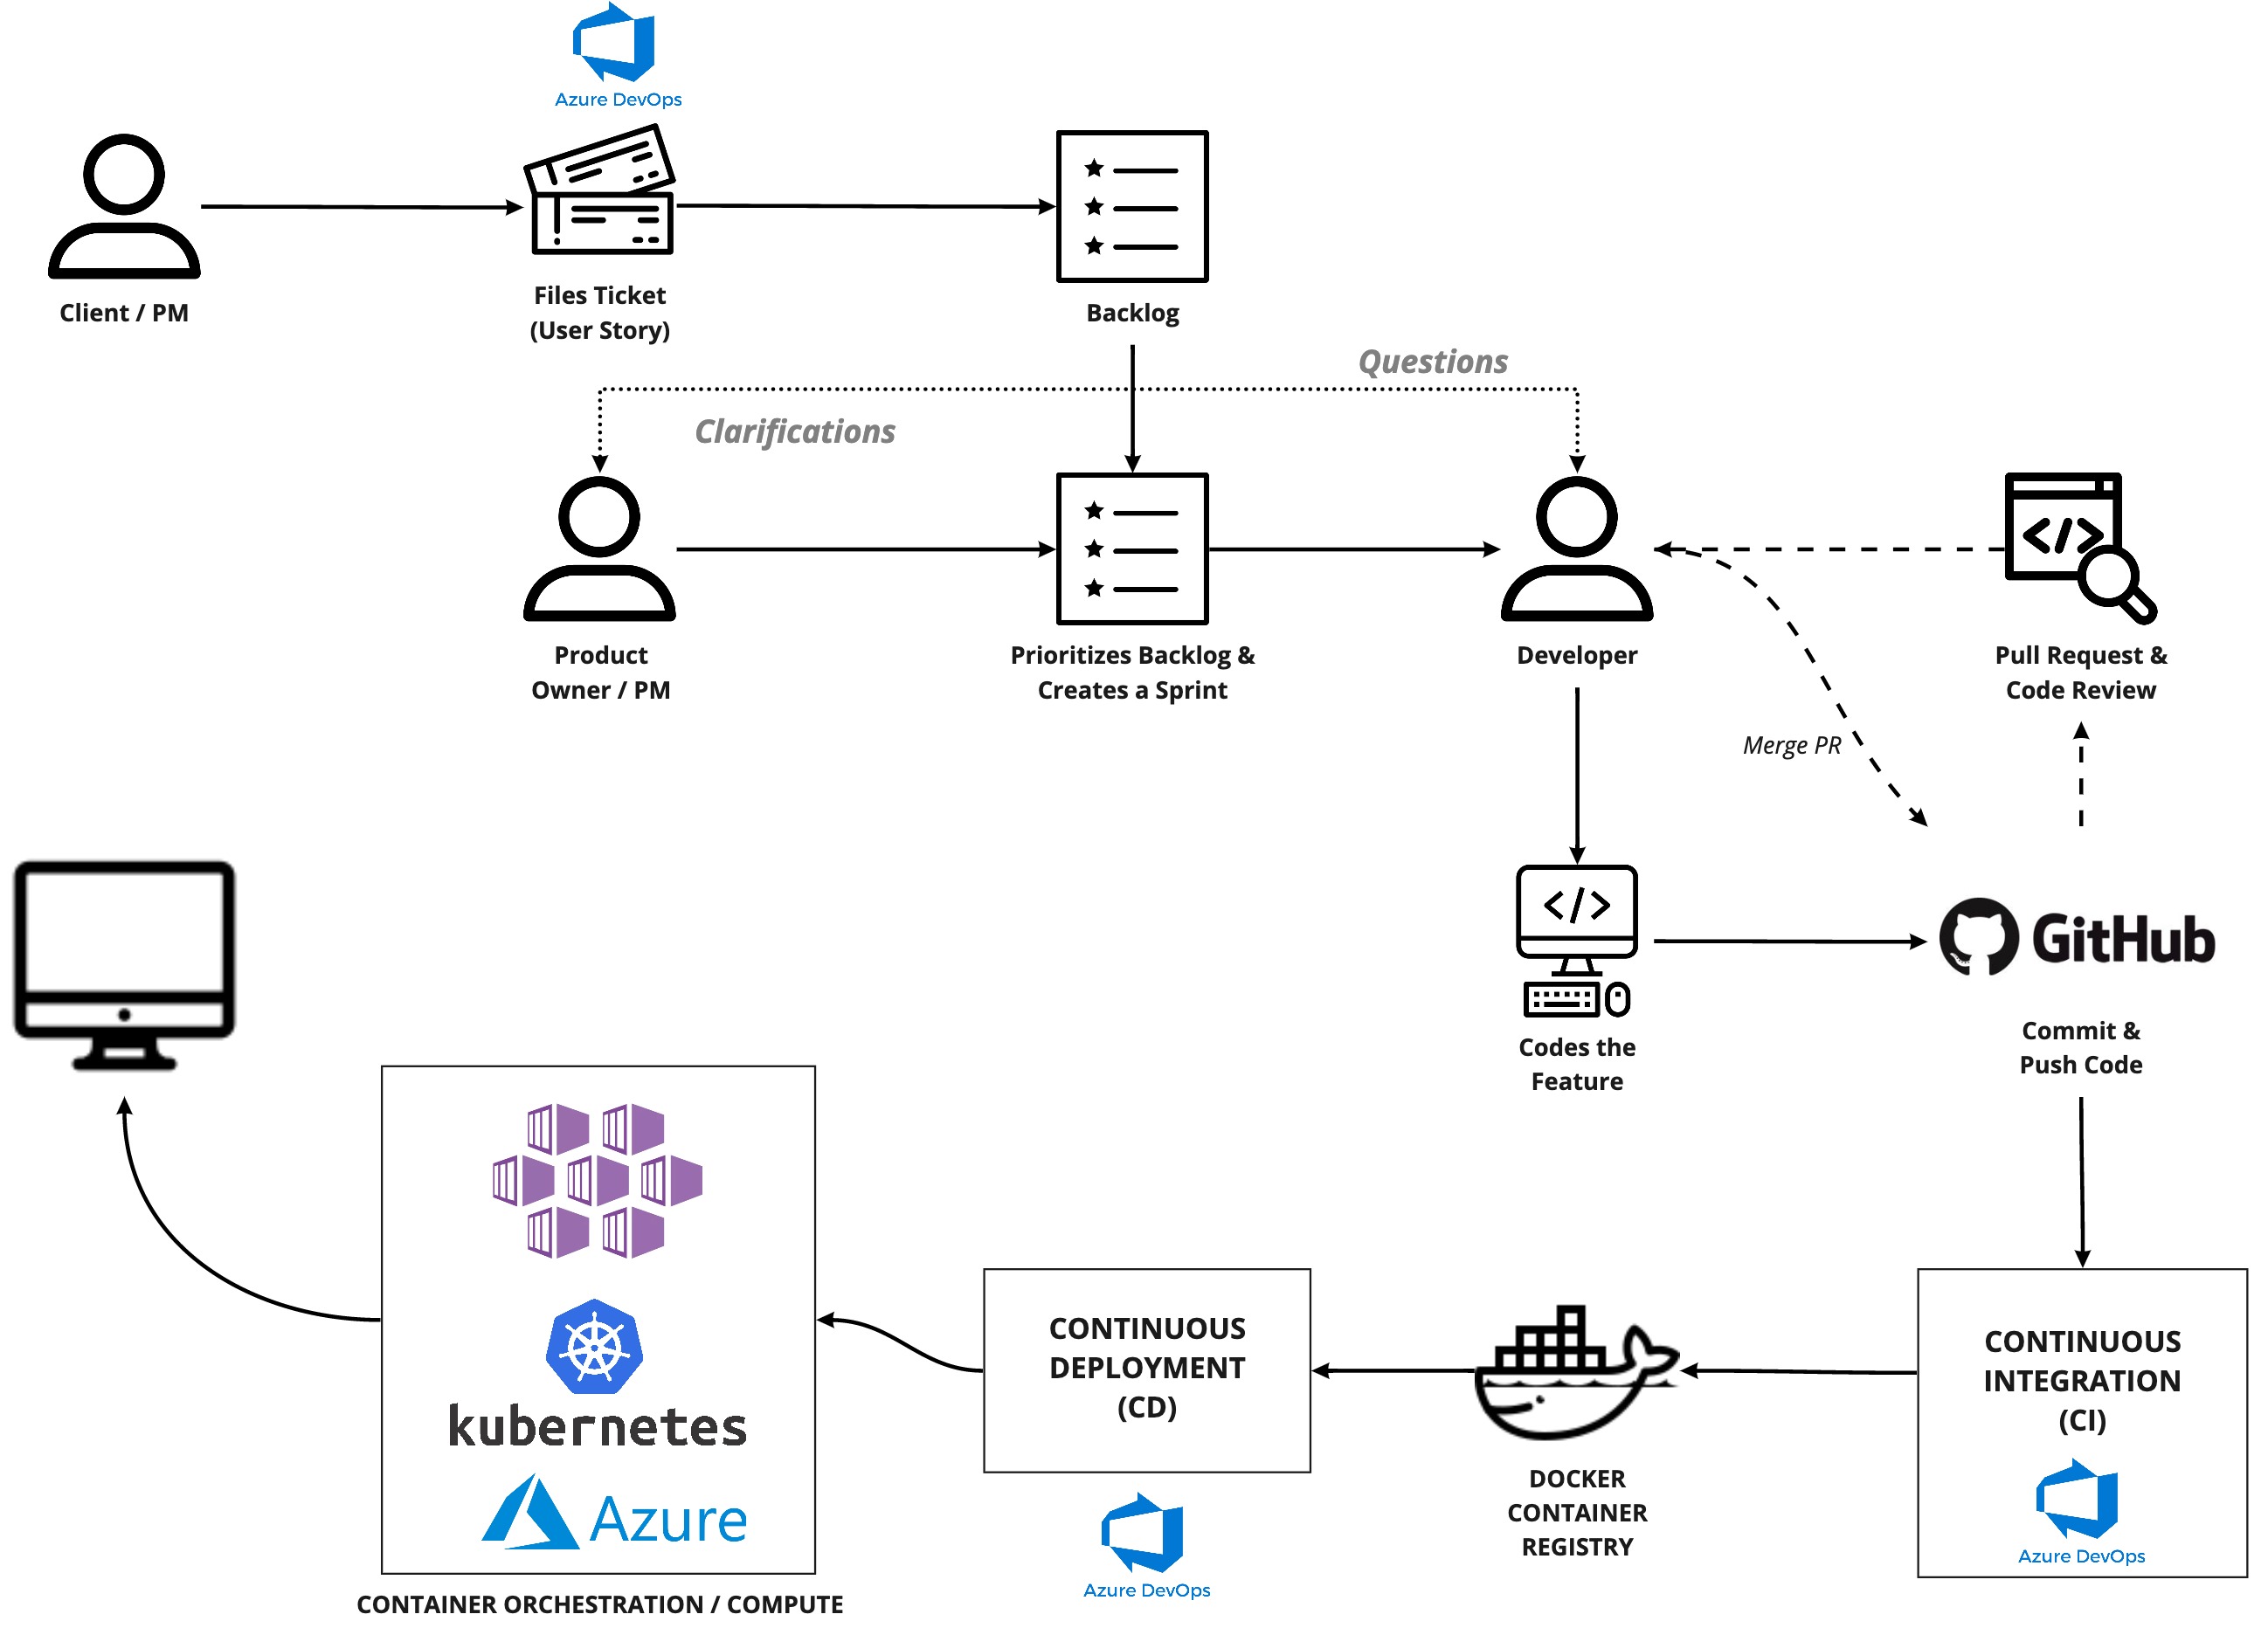 Azure DevOps
Client / PM
Files Ticket
(User Story)
Backlog
Questions
Clarifications
Product
Owner / PM
Prioritizes Backlog &
Creates a Sprint
Developer
Pull Request &
Code Review
Merge PR
Codes the
Feature
GitHub
Commit &
Push Code
kubernetes
Azure
CONTAINER ORCHESTRATION / COMPUTE
CONTINUOUS
DEPLOYMENT
(CD)
Azure DevOps
DOCKER
CONTAINER
REGISTRY
CONTINUOUS
INTEGRATION
(CI)
Azure DevOps